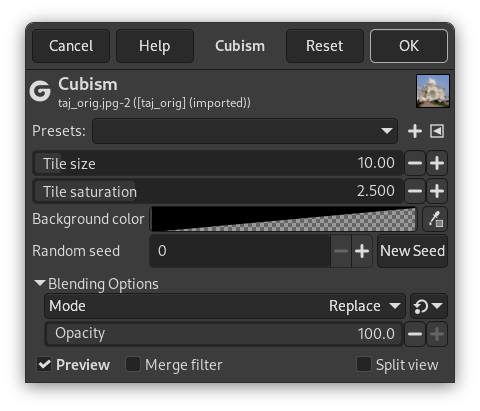 Cancel Help Cubism Reset OK
Cubism
taj_orig.jpg-2 ([taj_orig] (imported))
Presets:
Tile size 10.00
Tile saturation 2.500
Background color
Random seed 0 New Seed
Blending Options
Mode Replace
Opacity 100.0
Preview Merge filter Split view